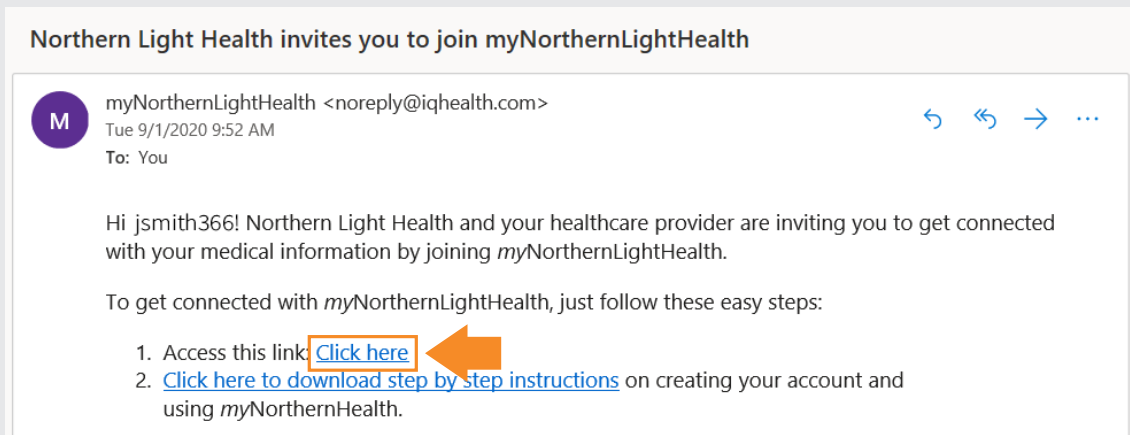 Northern Light Health invites you to join myNorthernLightHealth
M
myNorthernLightHealth <noreply@iqhealth.com>
Tue 9/1/2020 9:52 AM
To: You
Hi jsmith366! Northern Light Health and your healthcare provider are inviting you to get connected
with your medical information by joining myNorthernLightHealth.
To get connected with myNorthernLightHealth, just follow these easy steps:
1. Access this link: Click here
2. Click here to download step by step instructions on creating your account and
using myNorthernHealth.